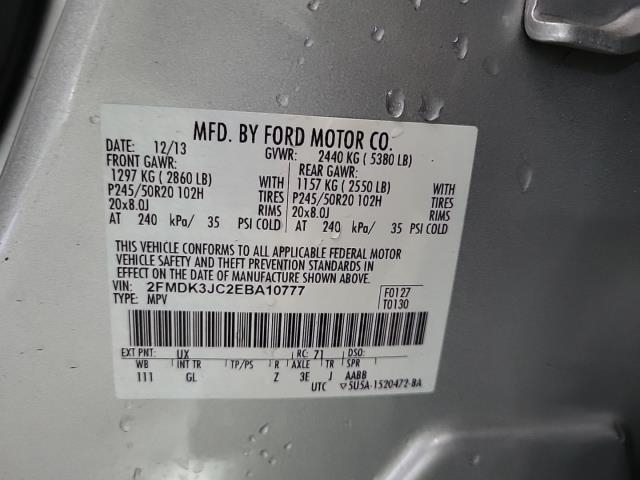 MFD. BY FORD MOTOR CO.
DATE: 12/13 GVWR: 2440 KG ( 5380 LB)
FRONT GAWR: REAR GAWR:
1297 KG ( 2860 LB) WITH 1157 KG ( 2550 LB) WITH
P245/50R20 102H TIRES P245/50R20 102H TIRES
20x8.0J RIMS 20x8.0J RIMS
AT 240 kPa/ 35 PSI COLD AT 240 kPa/ 35 PSI COLD
THIS VEHICLE CONFORMS TO ALL APPLICABLE FEDERAL MOTOR
VEHICLE SAFETY AND THEFT PREVENTION STANDARDS IN
EFFECT ON THE DATE OF MANUFACTURE SHOWN ABOVE.
VIN: 2FMDK3JC2EBA10777 F0127
TYPE: MPV T0130
EXT PNT: UX RC: 71 DSO:
WB INT TR TP/PS R AXLE TR SPR
111 GL Z 3E J AABB
UTC ▽5U5A-1520472-BA